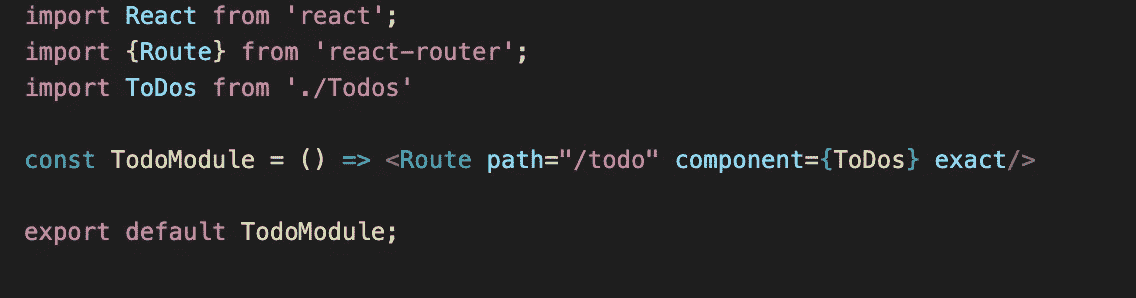 import React from 'react';
import {Route} from 'react-router';
import ToDos from './Todos'
const TodoModule = () => <Route path="/todo" component={ToDos} exact/>
export default TodoModule;